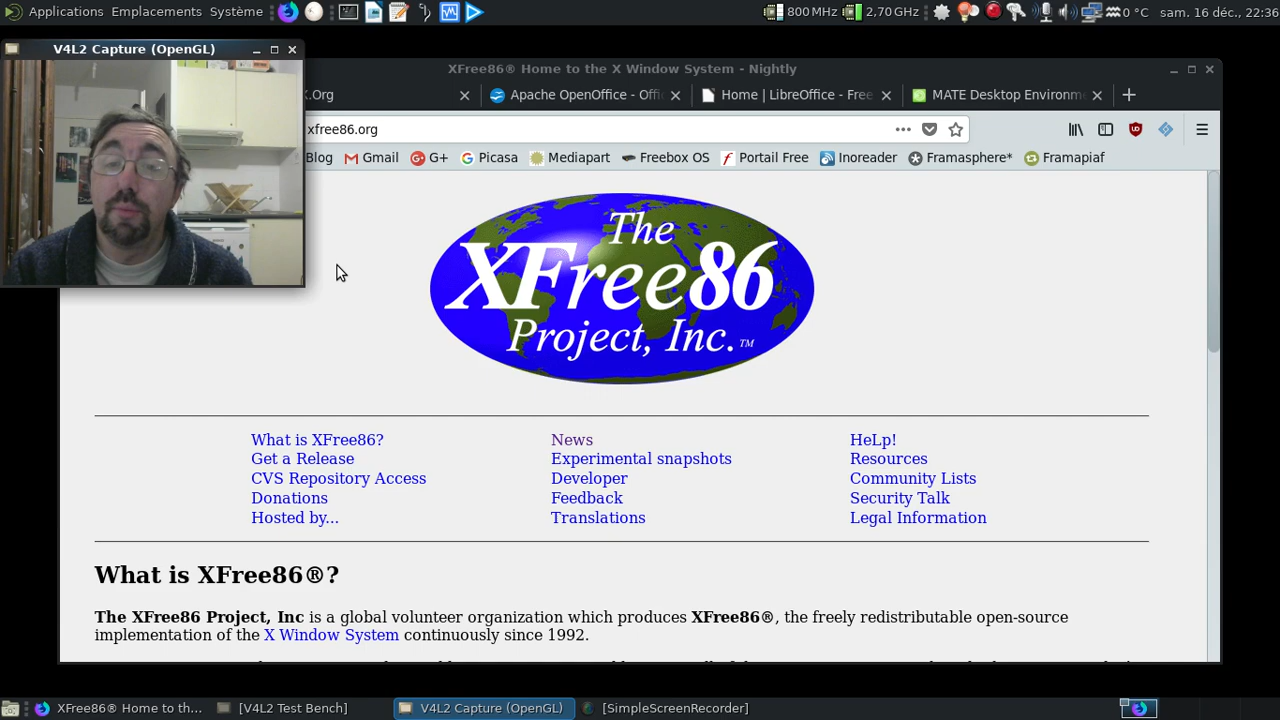 Applications Emplacements Système 800 MHz 2,70 GHz 0 °C sam. 16 déc., 22:36
V4L2 Capture (OpenGL)
XFree86® Home to the X Window System - Nightly
X.Org Apache OpenOffice - Offi Home | LibreOffice - Free MATE Desktop Environm
xfree86.org
Blog Gmail G+ Picasa Mediapart Freebox OS Portail Free Inoreader Framasphere* Framapiaf
The
XFree86
Project, Inc.™
What is XFree86? News HeLp!
Get a Release Experimental snapshots Resources
CVS Repository Access Developer Community Lists
Donations Feedback Security Talk
Hosted by... Translations Legal Information
What is XFree86®?
The XFree86 Project, Inc is a global volunteer organization which produces XFree86®, the freely redistributable open-source
implementation of the X Window System continuously since 1992.
XFree86® Home to th... [V4L2 Test Bench] V4L2 Capture (OpenGL) [SimpleScreenRecorder]